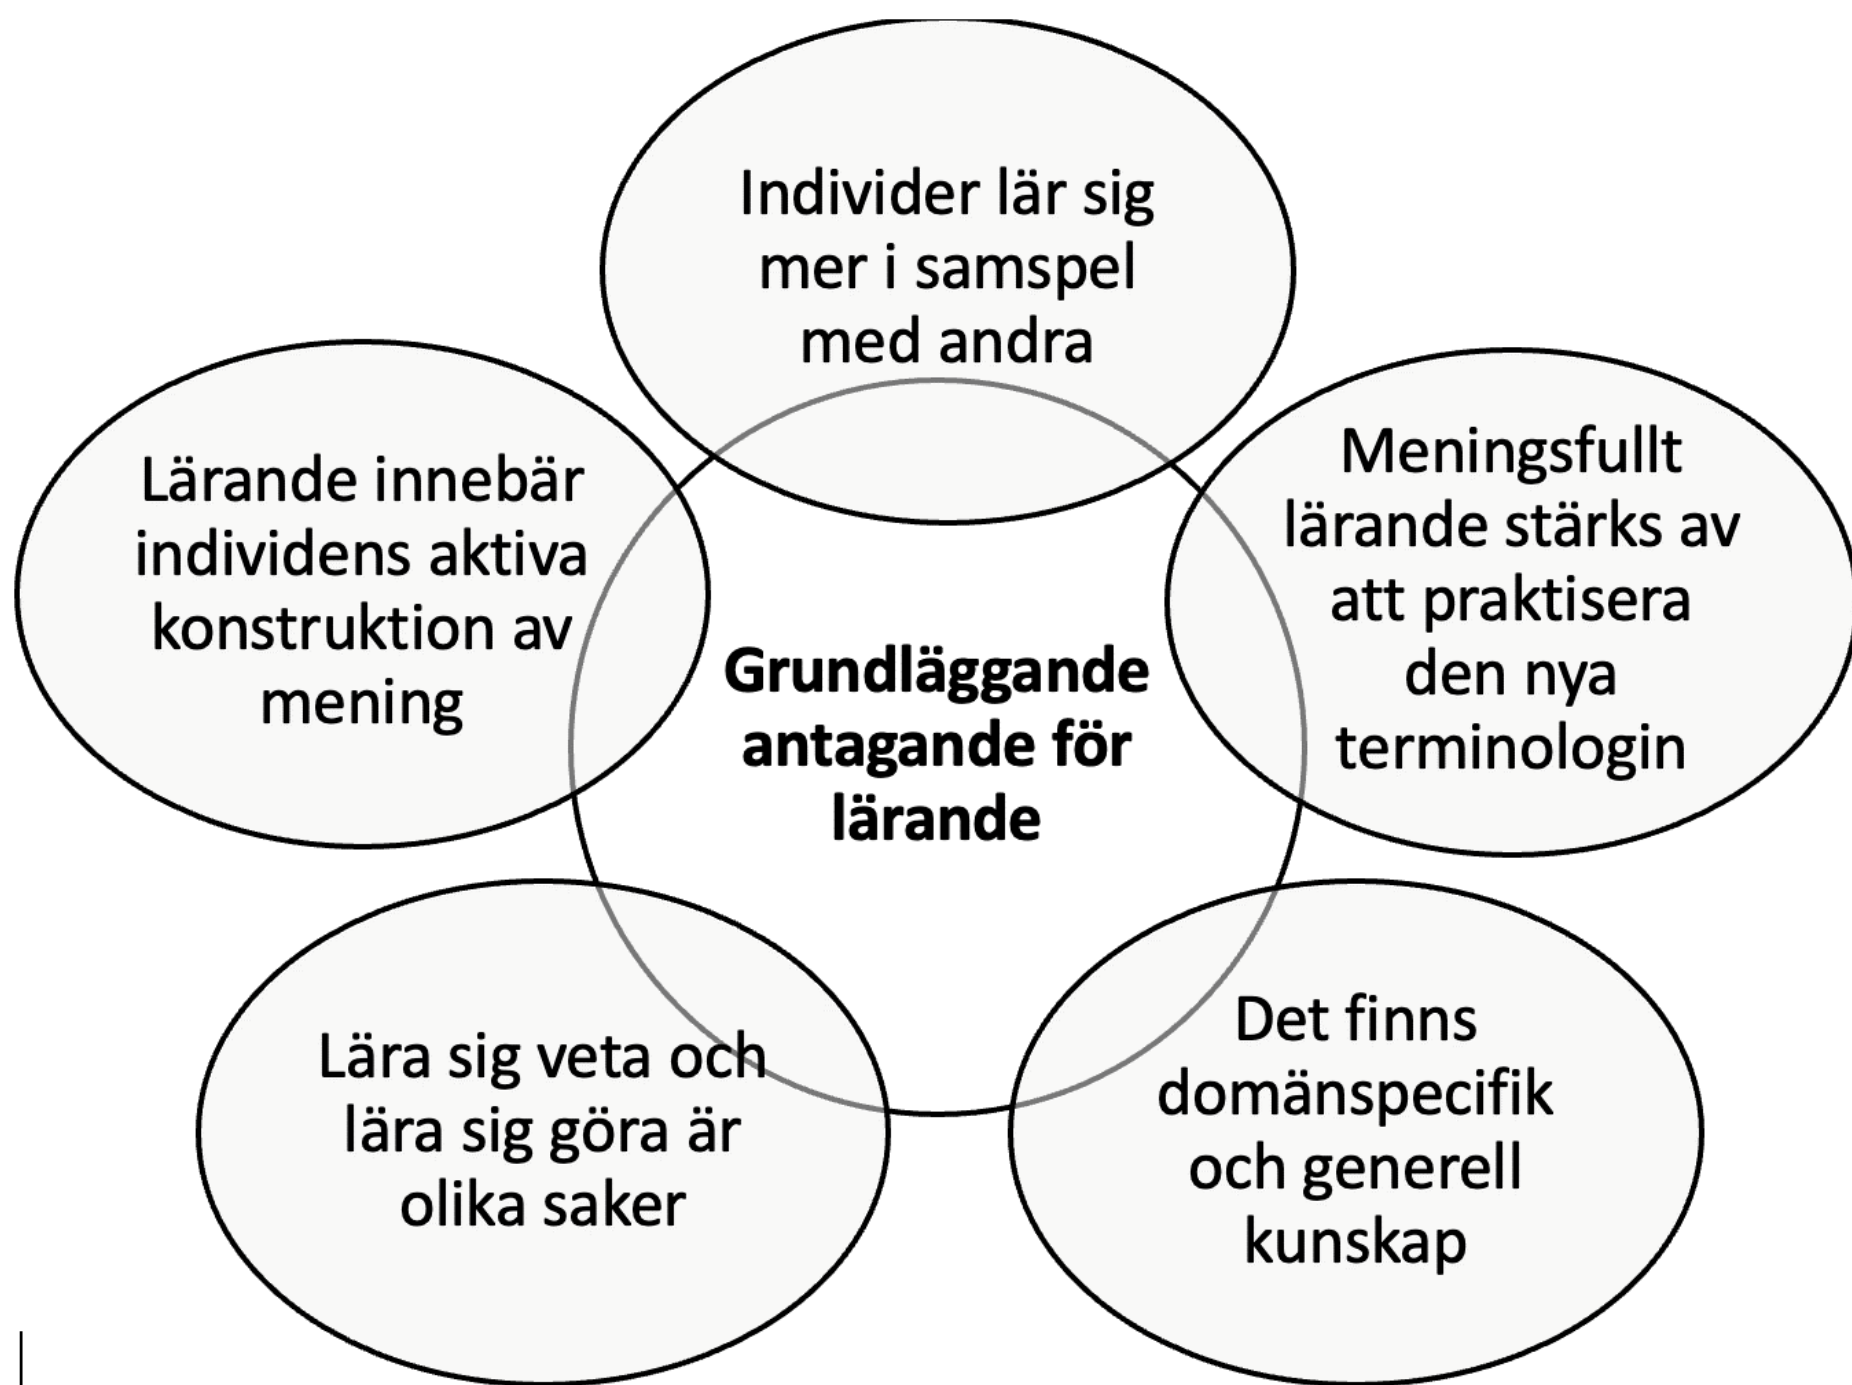 Individer lär sig
mer i samspel
med andra
Lärande innebär
individens aktiva
konstruktion av
mening
Meningsfullt
lärande stärks av
att praktisera
den nya
terminologin
Grundläggande
antagande för
lärande
Lära sig veta och
lära sig göra är
olika saker
Det finns
domänspecifik
och generell
kunskap